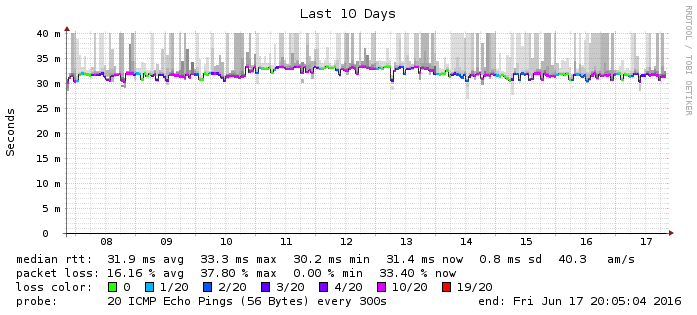 Last 10 Days
RRDTOOL / TOBI OETIKER
Seconds
40 m
35 m
30 m
25 m
20 m
15 m
10 m
5 m
0
08 09 10 11 12 13 14 15 16 17
median rtt: 31.9 ms avg 33.3 ms max 30.2 ms min 31.4 ms now 0.8 ms sd 40.3 am/s
packet loss: 16.16 % avg 37.80 % max 0.00 % min 33.40 % now
loss color: 0 1/20 2/20 3/20 4/20 10/20 19/20
probe: 20 ICMP Echo Pings (56 Bytes) every 300s end: Fri Jun 17 20:05:04 2016